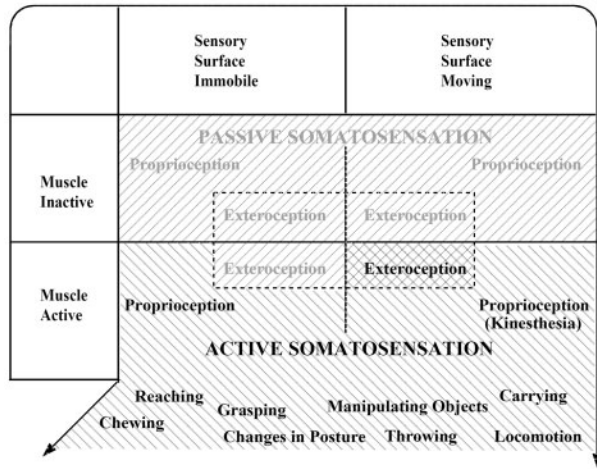 Sensory
Surface
Immobile
Sensory
Surface
Moving
PASSIVE SOMATOSENSATION
Proprioception
Proprioception
Muscle
Inactive
Exteroception
Exteroception
Exteroception
Exteroception
Muscle
Active
Proprioception
Proprioception
(Kinesthesia)
ACTIVE SOMATOSENSATION
Reaching
Grasping
Manipulating Objects
Carrying
Chewing
Changes in Posture
Throwing
Locomotion